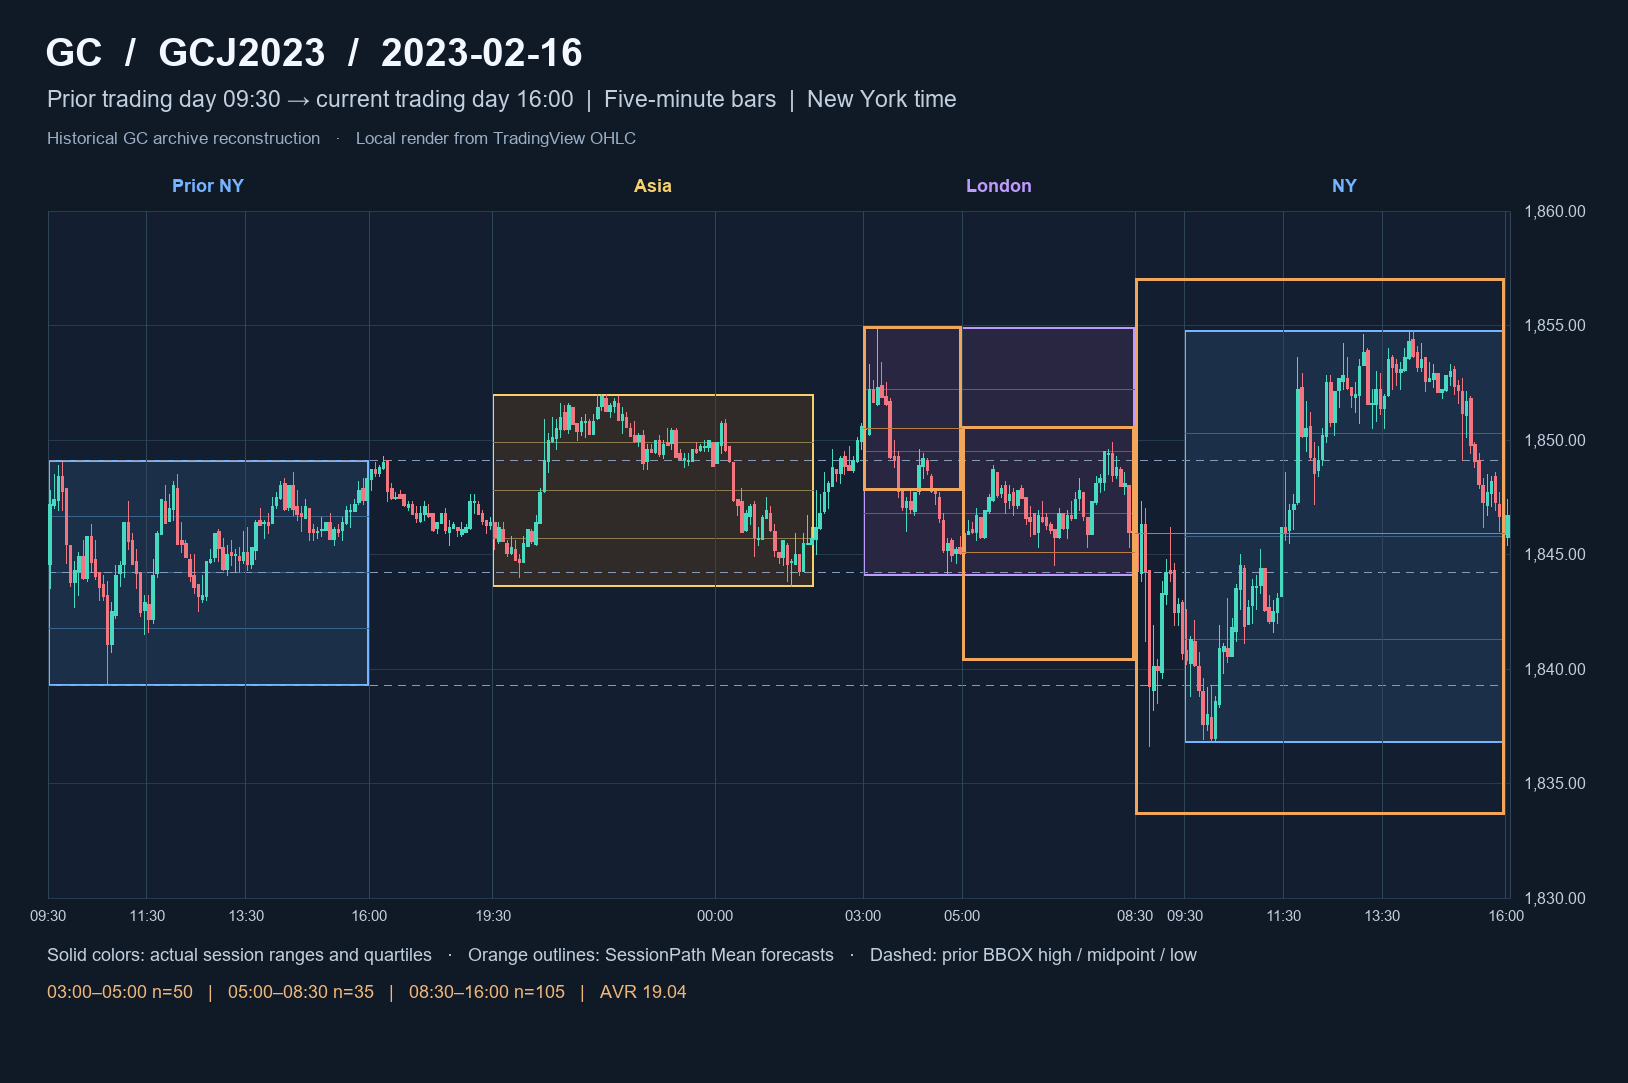 GC / GCJ2023 / 2023-02-16
Prior trading day 09:30 → current trading day 16:00 | Five-minute bars | New York time
Historical GC archive reconstruction · Local render from TradingView OHLC
Prior NY Asia London NY
1,860.00
1,855.00
1,850.00
1,845.00
1,840.00
1,835.00
1,830.00
09:30 11:30 13:30 16:00 19:30 00:00 03:00 05:00 08:30 09:30 11:30 13:30 16:00
Solid colors: actual session ranges and quartiles · Orange outlines: SessionPath Mean forecasts · Dashed: prior BBOX high / midpoint / low
03:00–05:00 n=50 | 05:00–08:30 n=35 | 08:30–16:00 n=105 | AVR 19.04